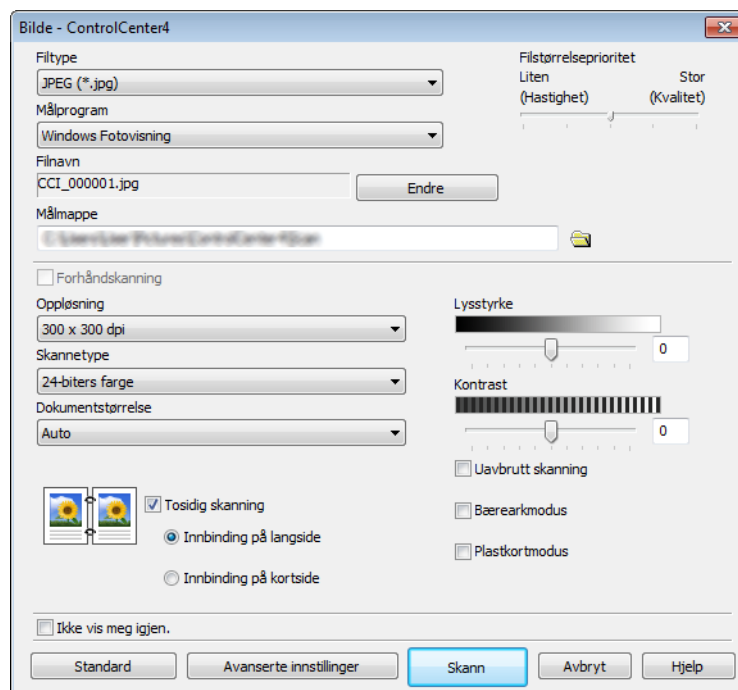 Bilde - ControlCenter4
Filtype
JPEG (*.jpg)
Målprogram
Windows Fotovisning
Filnavn
CCI_000001.jpg
Endre
Målmappe
Filstørrelseprioritet
Liten Stor
(Hastighet) (Kvalitet)
Forhåndskanning
Oppløsning
300 x 300 dpi
Skannetype
24-biters farge
Dokumentstørrelse
Auto
Lysstyrke
0
Kontrast
0
Tosidig skanning
Innbinding på langside
Innbinding på kortside
Uavbrutt skanning
Bærearkmodus
Plastkortmodus
Ikke vis meg igjen.
Standard Avanserte innstillinger Skann Avbryt Hjelp